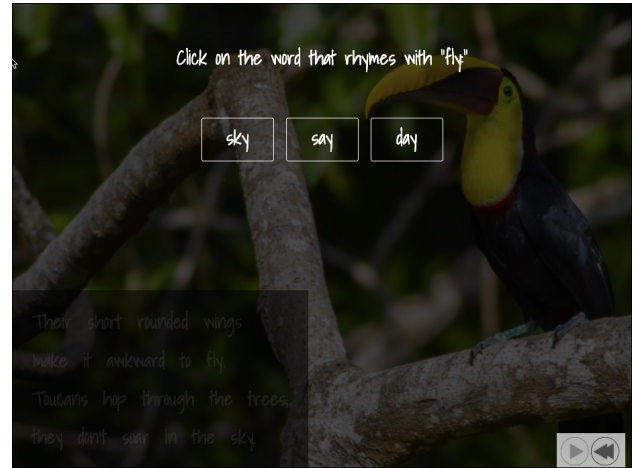 Click on the word that rhymes with "fly."
sky say day
Their short rounded wings
make it awkward to fly.
Toucans hop through the trees,
they don't soar in the sky.